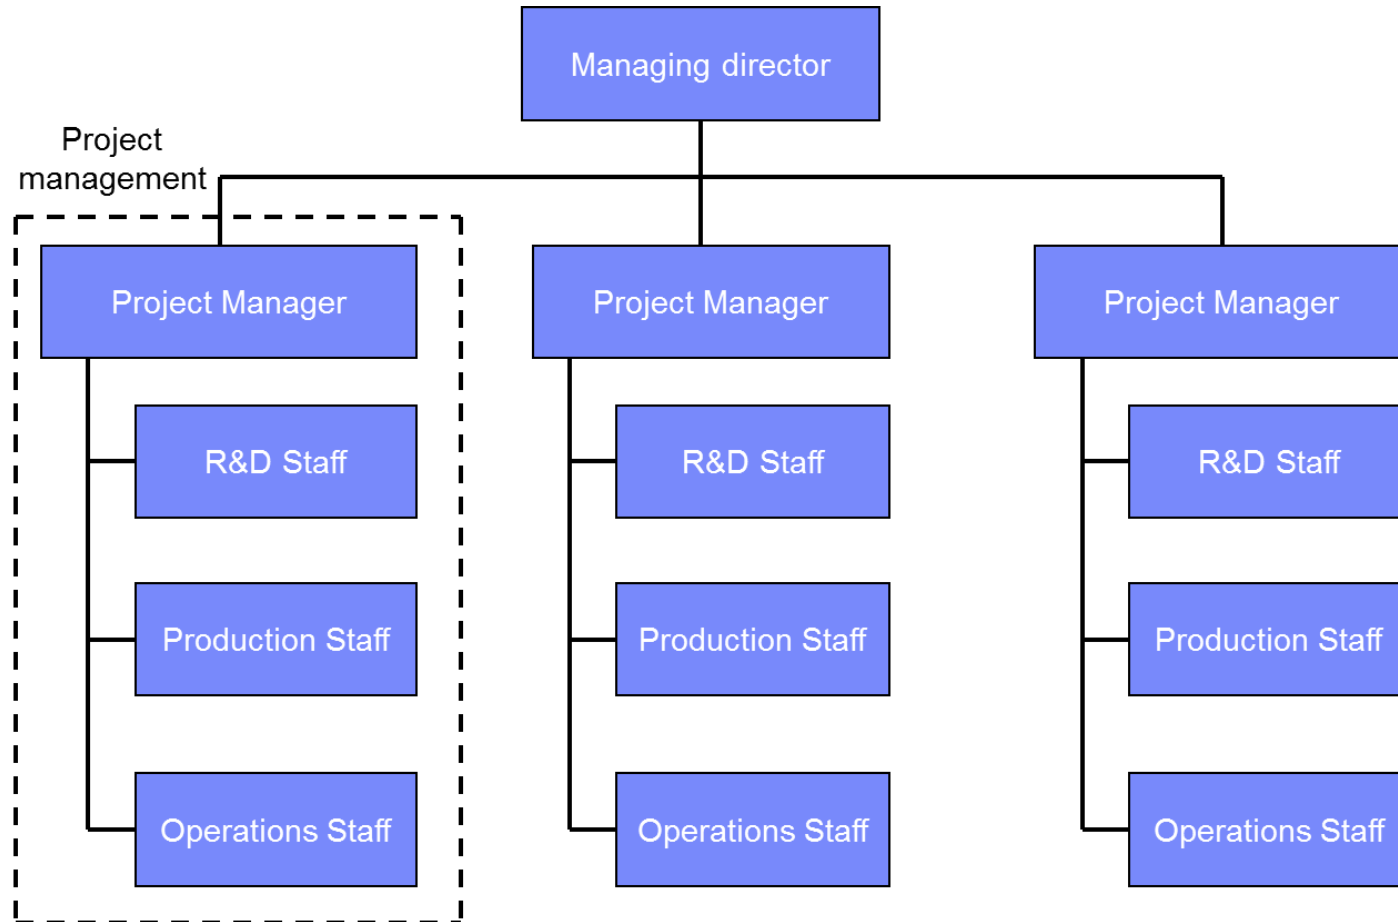 Managing director
Project
management
Project Manager
Project Manager
Project Manager
R&D Staff
R&D Staff
R&D Staff
Production Staff
Production Staff
Production Staff
Operations Staff
Operations Staff
Operations Staff